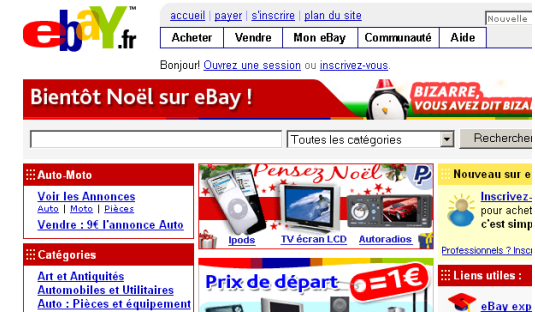 ebaY™.fr
accueil | payer | s'inscrire | plan du site
Nouvelle
Acheter Vendre Mon eBay Communauté Aide
Bonjour! Ouvrez une session ou inscrivez-vous.
Bientôt Noël sur eBay !
BIZARRE,
VOUS AVEZ DIT BIZA
Toutes les catégories
Rechercher
Auto-Moto
Voir les Annonces
Auto | Moto | Pièces
Vendre : 9€ l'annonce Auto
Catégories
Art et Antiquités
Automobiles et Utilitaires
Auto : Pièces et équipement
Pensez Noël
Ipods
TV écran LCD
Autoradios
Prix de départ =1€
Nouveau sur e
Inscrivez-
pour achet
c'est simp
Professionnels ? Insc
Liens utiles :
eBay exp